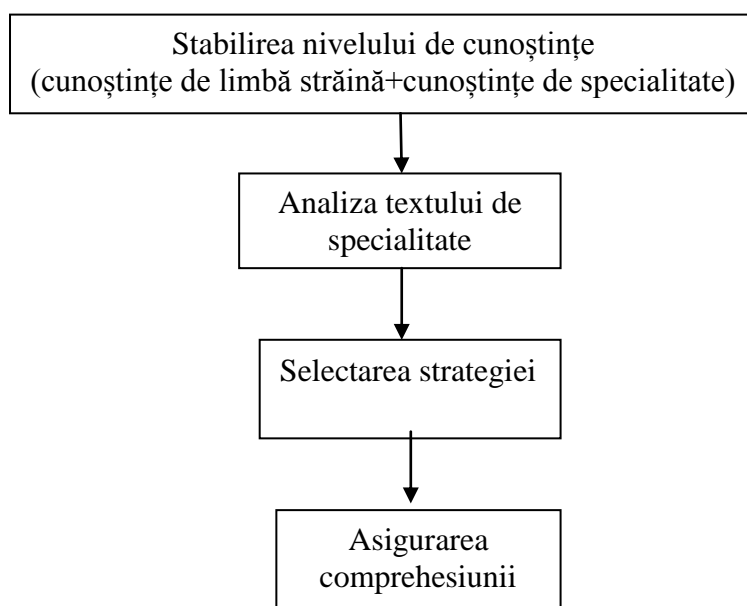 Stabilirea nivelului de cunoștințe
(cunoștințe de limbă străină+cunoștințe de specialitate)
Analiza textului de
specialitate
Selectarea strategiei
Asigurarea
comprehesiunii